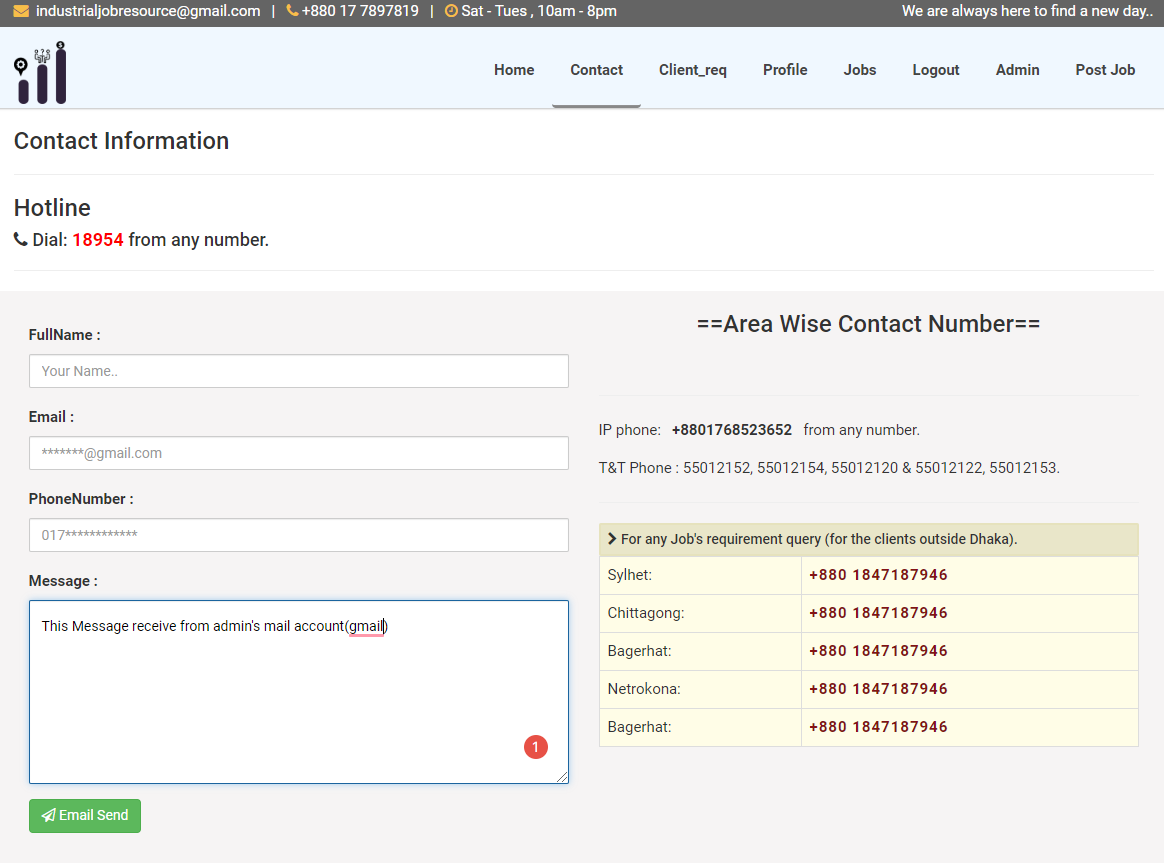 industrialjobresource@gmail.com | +880 17 7897819 | Sat - Tues , 10am - 8pm We are always here to find a new day..
Home Contact Client_req Profile Jobs Logout Admin Post Job
Contact Information
Hotline
Dial: 18954 from any number.
FullName :
Your Name..
Email :
*******@gmail.com
PhoneNumber :
017************
Message :
This Message receive from admin's mail account(gmail)
1
Email Send
==Area Wise Contact Number==
IP phone: +8801768523652 from any number.
T&T Phone : 55012152, 55012154, 55012120 & 55012122, 55012153.
For any Job's requirement query (for the clients outside Dhaka).
Sylhet: +880 1847187946
Chittagong: +880 1847187946
Bagerhat: +880 1847187946
Netrokona: +880 1847187946
Bagerhat: +880 1847187946